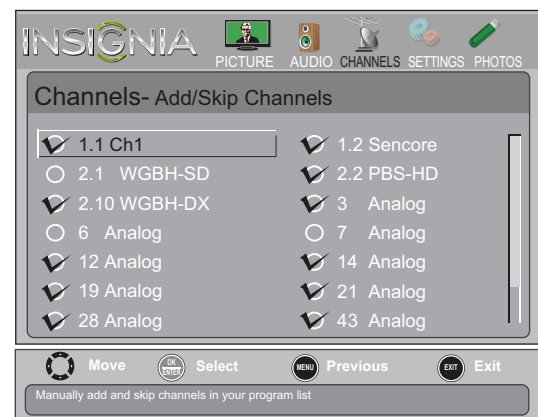 INSIGNIA
PICTURE AUDIO CHANNELS SETTINGS PHOTOS
Channels- Add/Skip Channels
1.1 Ch1 1.2 Sencore
2.1 WGBH-SD 2.2 PBS-HD
2.10 WGBH-DX 3 Analog
6 Analog 7 Analog
12 Analog 14 Analog
19 Analog 21 Analog
28 Analog 43 Analog
Move OK ENTER Select MENU Previous EXIT Exit
Manually add and skip channels in your program list